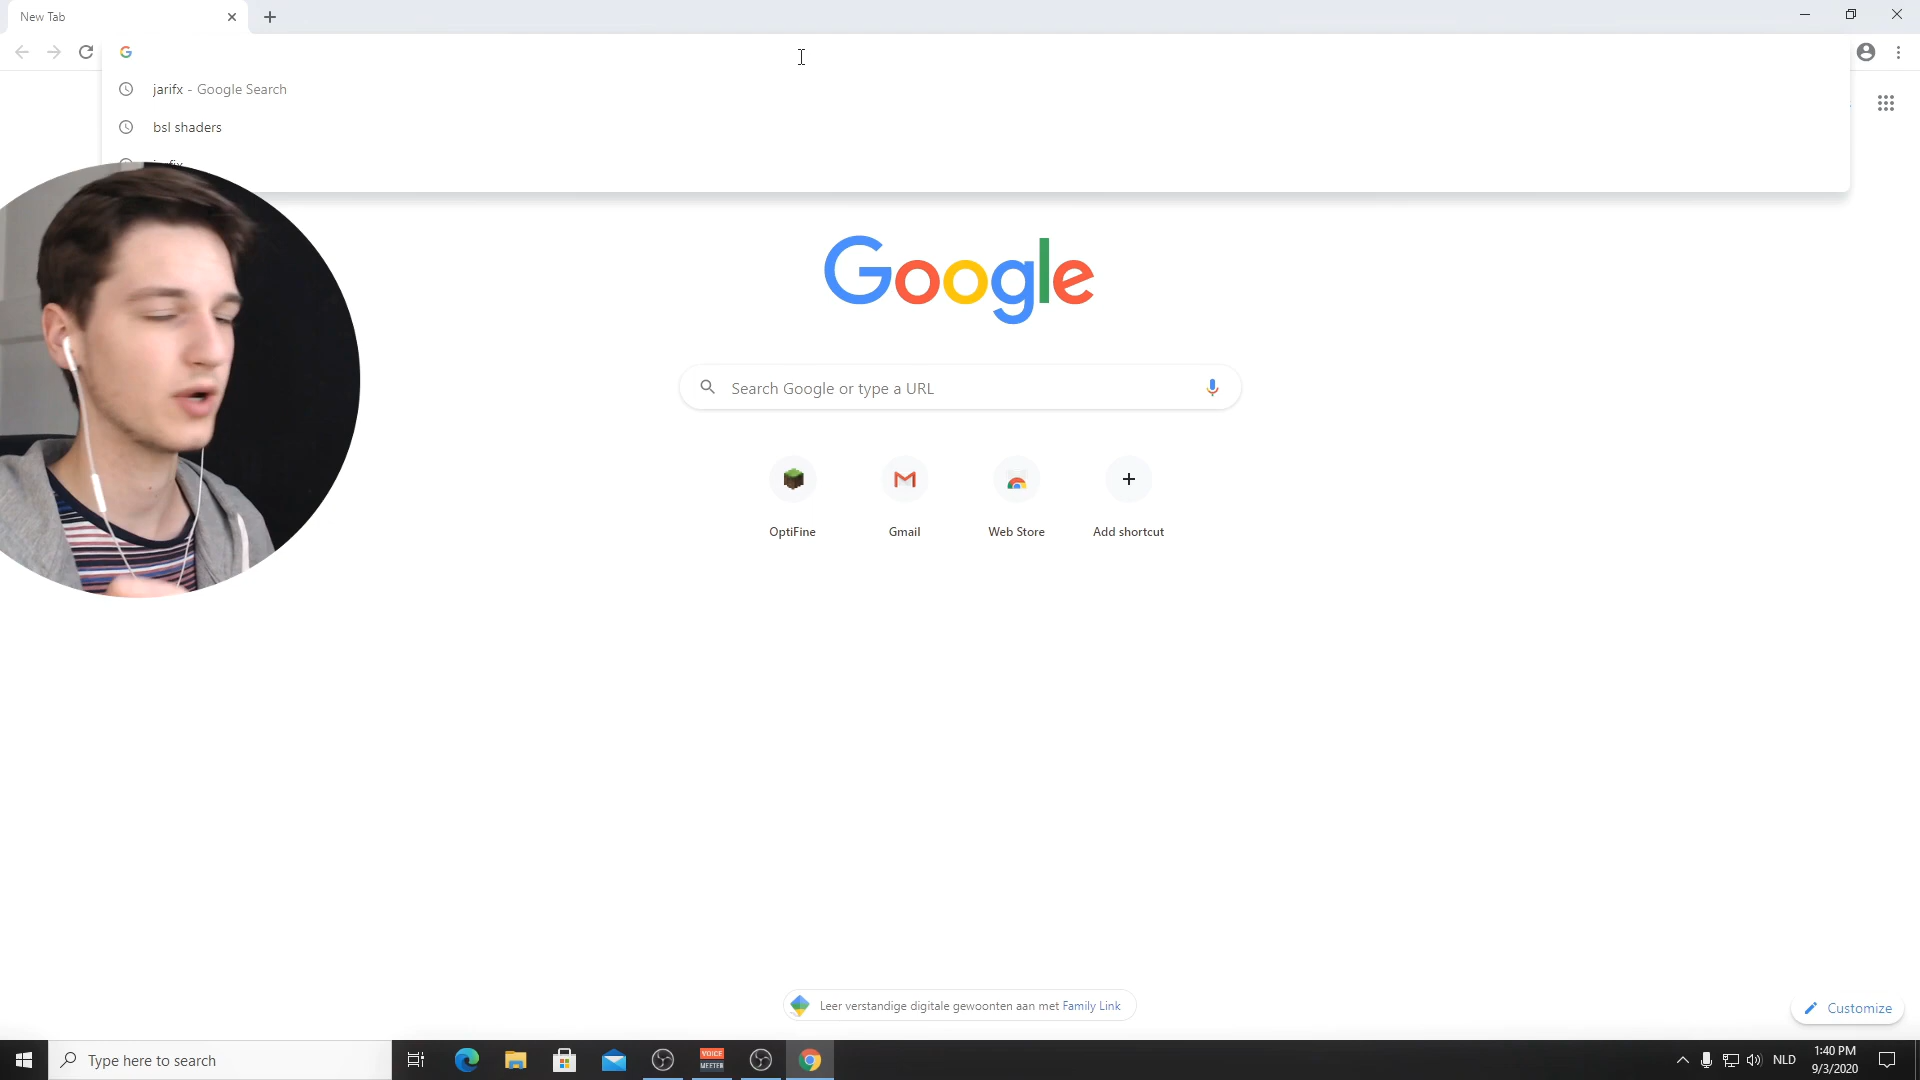 New Tab
jarifx - Google Search
bsl shaders
Google
Search Google or type a URL
OptiFine
Gmail
Web Store
Add shortcut
Leer verstandige digitale gewoonten aan met Family Link
Customize
Type here to search
VOICE
MEETER
NLD
1:40 PM
9/3/2020